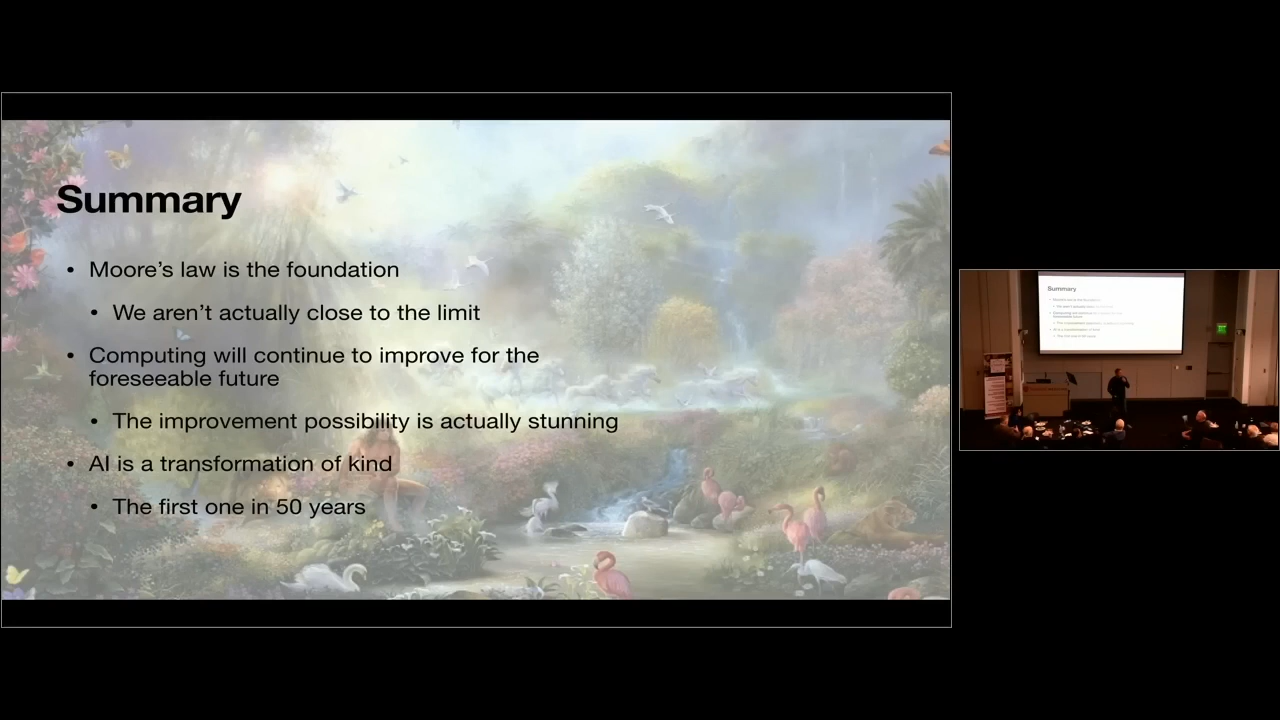 Summary
• Moore’s law is the foundation
• We aren’t actually close to the limit
• Computing will continue to improve for the
foreseeable future
• The improvement possibility is actually stunning
• AI is a transformation of kind
• The first one in 50 years
Summary